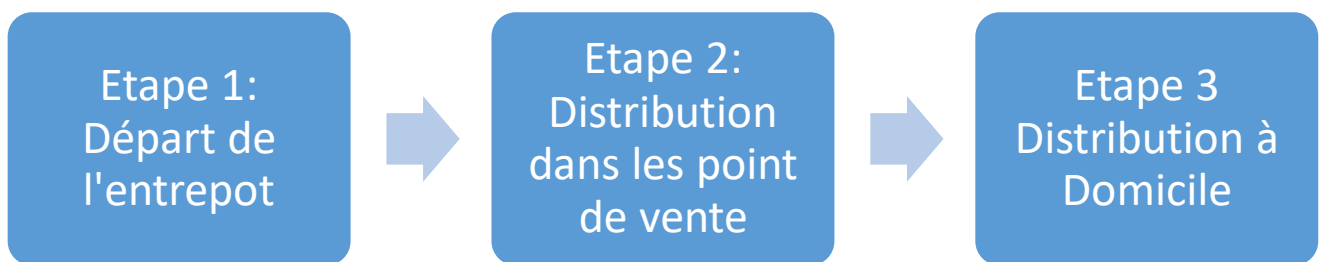 Etape 1:
Départ de
l'entrepot
Etape 2:
Distribution
dans les point
de vente
Etape 3
Distribution à
Domicile